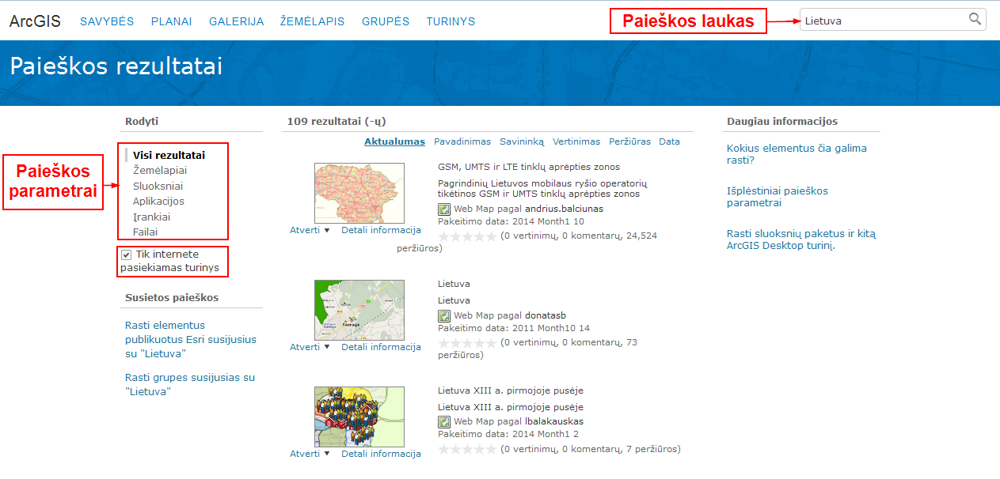 ArcGIS SAVYBĖS PLANAI GALERIJA ŽEMĖLAPIS GRUPĖS TURINYS
Paieškos laukas
Lietuva
Paieškos rezultatai
Rodyti
Paieškos
parametrai
Visi rezultatai
Žemėlapiai
Sluoksniai
Aplikacijos
Įrankiai
Failai
Tik internete
pasiekiamas turinys
Susietos paieškos
Rasti elementus
publikuotus Esri susijusius
su "Lietuva"
Rasti grupes susijusias su
"Lietuva"
109 rezultatai (-ų)
Aktualumas Pavadinimas Savininką Vertinimas Peržiūras Data
GSM, UMTS ir LTE tinklų aprėpties zonos
Pagrindinių Lietuvos mobilaus ryšio operatorių
tikėtinos GSM ir UMTS tinklų aprėpties zonos
Web Map pagal andrius.balciunas
Pakeitimo data: 2014 Month1 10
Atverti ▼ Detali informacija
(0 vertinimų, 0 komentarų, 24,524
peržiūros)
Lietuva
Lietuva
Web Map pagal donatasb
Pakeitimo data: 2011 Month10 14
Tauragė
Atverti ▼ Detali informacija
(0 vertinimų, 0 komentarų, 73
peržiūros)
Lietuva XIII a. pirmojoje pusėje
Lietuva XIII a. pirmojoje pusėje
Web Map pagal lbalakauskas
Pakeitimo data: 2014 Month1 2
Atverti ▼ Detali informacija
(0 vertinimų, 0 komentarų, 7 peržiūros)
Daugiau informacijos
Kokius elementus čia galima
rasti?
Išplėstiniai paieškos
parametrai
Rasti sluoksnių paketus ir kitą
ArcGIS Desktop turinį.